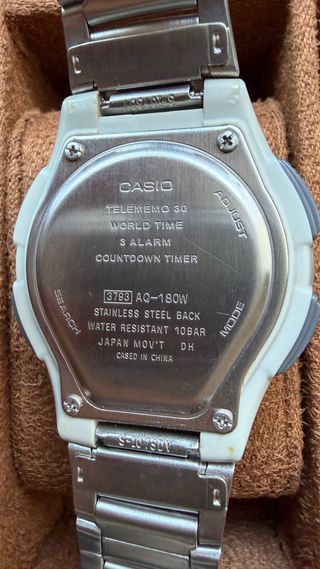 CASIO
TELEMEMO 30
WORLD TIME
3 ALARM
COUNTDOWN TIMER
ADJUST
SEARCH
MODE
3793 AQ-180W
STAINLESS STEEL BACK
WATER RESISTANT 10BAR
JAPAN MOV'T DH
CASED IN CHINA